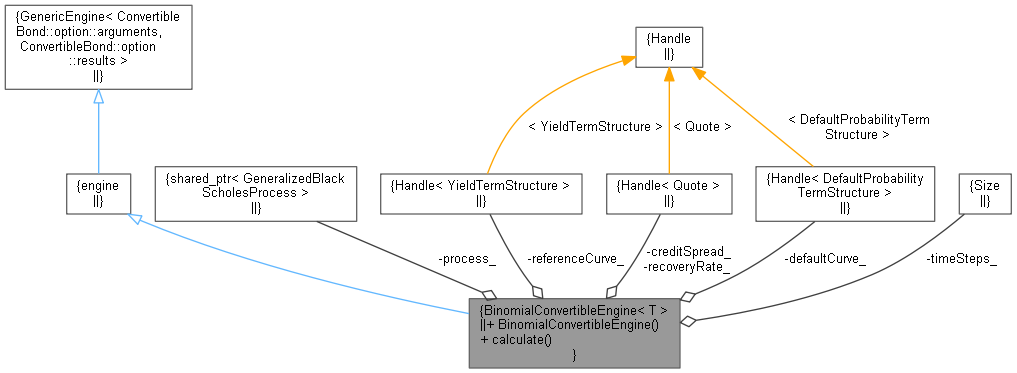 {GenericEngine< Convertible
Bond::option::arguments,
ConvertibleBond::option
::results >
||}
{Handle
||}
< YieldTermStructure >
< Quote >
< DefaultProbabilityTerm
Structure >
{engine
||}
{shared_ptr< GeneralizedBlack
ScholesProcess >
||}
{Handle< YieldTermStructure >
||}
{Handle< Quote >
||}
{Handle< DefaultProbability
TermStructure >
||}
{Size
||}
-process_
-referenceCurve_
-creditSpread_
-recoveryRate_
-defaultCurve_
-timeSteps_
{BinomialConvertibleEngine< T >
||+ BinomialConvertibleEngine()
+ calculate()
}